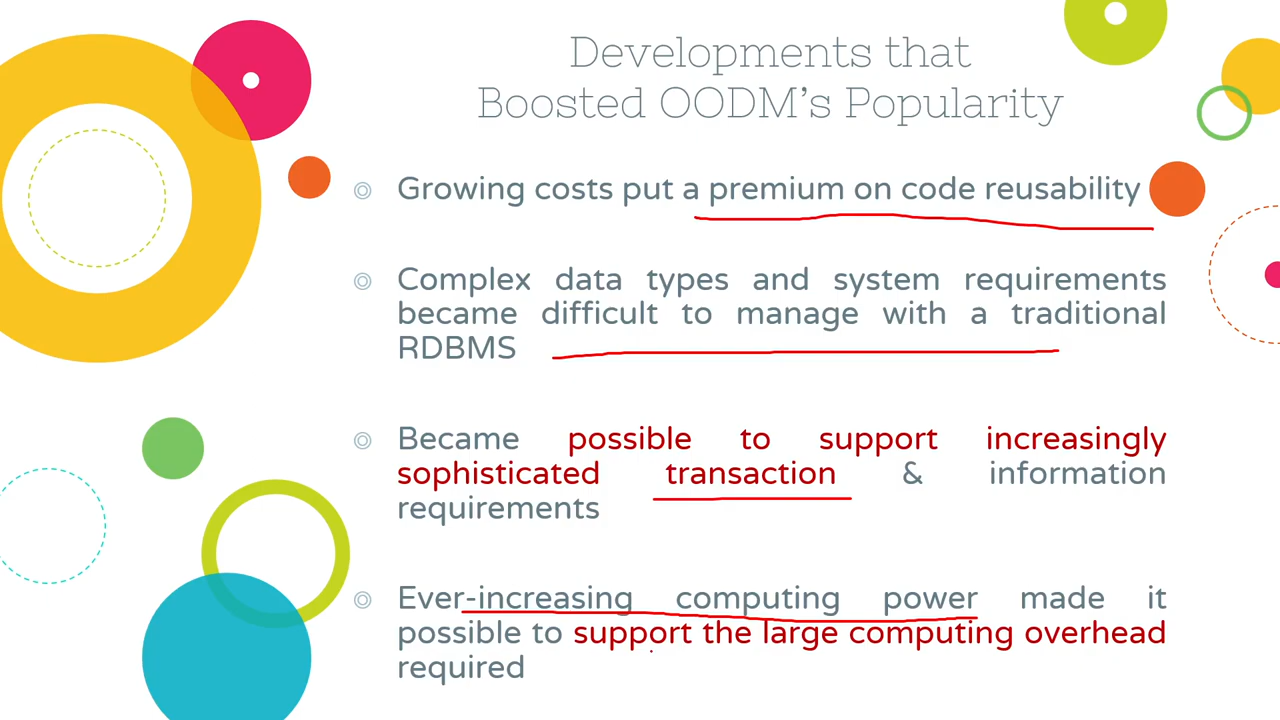 Developments that
Boosted OODM’s Popularity
Growing costs put a premium on code reusability
Complex data types and system requirements
became difficult to manage with a traditional
RDBMS
Became possible to support increasingly
sophisticated transaction & information
requirements
Ever-increasing computing power made it
possible to support the large computing overhead
required